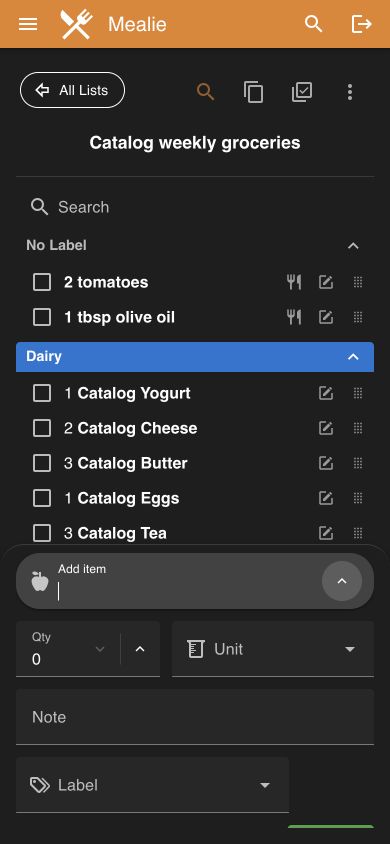 Mealie
All Lists
Catalog weekly groceries
Search
No Label
2 tomatoes
1 tbsp olive oil
Dairy
1 Catalog Yogurt
2 Catalog Cheese
3 Catalog Butter
1 Catalog Eggs
3 Catalog Tea
Add item
Qty
0
Unit
Note
Label